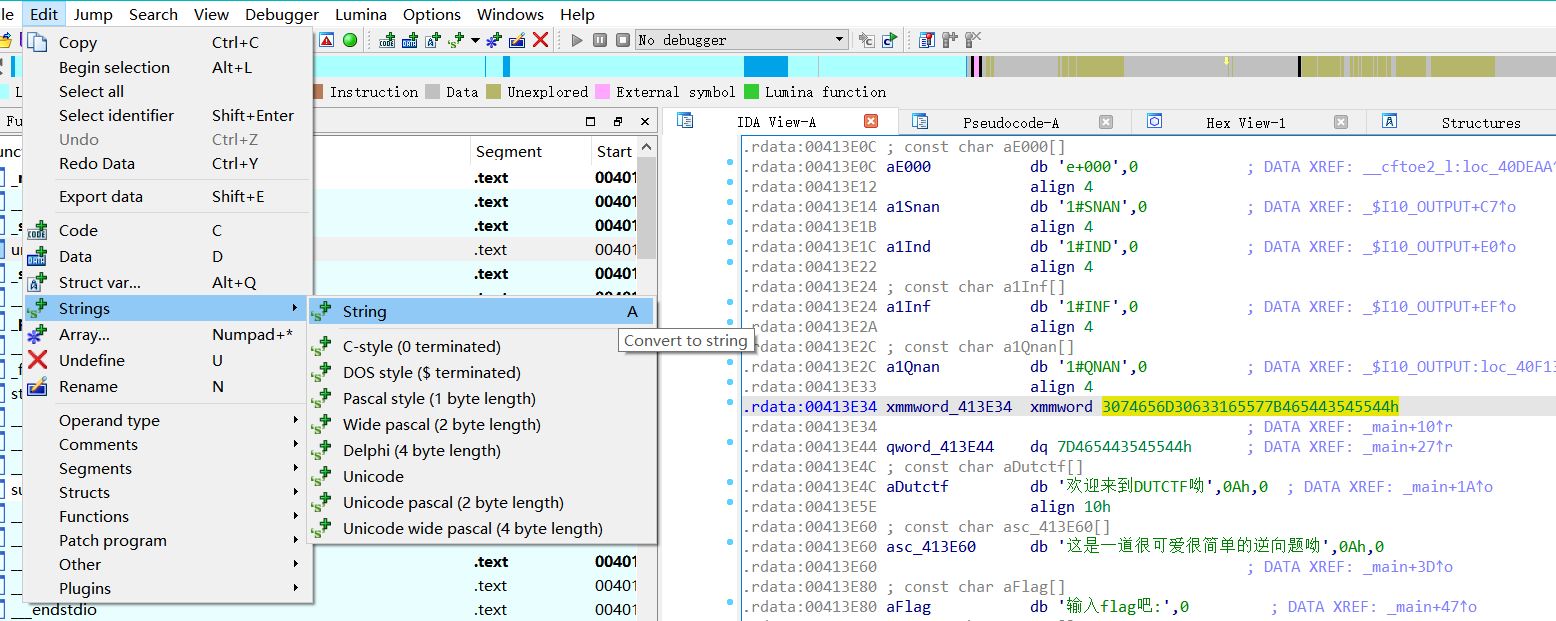 le Edit Jump Search View Debugger Lumina Options Windows Help
Copy Ctrl+C
Begin selection Alt+L
Select all
Select identifier Shift+Enter
Undo Ctrl+Z
Redo Data Ctrl+Y
Export data Shift+E
Code C
Data D
Struct var... Alt+Q
Strings
Array... Numpad+*
Undefine U
Rename N
Operand type
Comments
Segments
Structs
Functions
Patch program
Other
Plugins
String A
C-style (0 terminated)
DOS style ($ terminated)
Pascal style (1 byte length)
Wide pascal (2 byte length)
Delphi (4 byte length)
Unicode
Unicode pascal (2 byte length)
Unicode wide pascal (4 byte length)
Convert to string
No debugger
Instruction Data Unexplored External symbol Lumina function
Segment Start
.text 00401
.text 00401
.text 00401
.text 00401
.text 00401
.text 00401
.text 00401
___endstdio .text 00401
IDA View-A Pseudocode-A Hex View-1 Structures
.rdata:00413E0C ; const char aE000[]
.rdata:00413E0C aE000 db 'e+000',0 ; DATA XREF: __cftoe2_l:loc_40DEAA↑
.rdata:00413E12 align 4
.rdata:00413E14 a1Snan db '1#SNAN',0 ; DATA XREF: _$I10_OUTPUT+C7↑o
.rdata:00413E1B align 4
.rdata:00413E1C a1Ind db '1#IND',0 ; DATA XREF: _$I10_OUTPUT+E0↑o
.rdata:00413E22 align 4
.rdata:00413E24 ; const char a1Inf[]
.rdata:00413E24 a1Inf db '1#INF',0 ; DATA XREF: _$I10_OUTPUT+EF↑o
.rdata:00413E2A align 4
.rdata:00413E2C ; const char a1Qnan[]
.rdata:00413E2C a1Qnan db '1#QNAN',0 ; DATA XREF: _$I10_OUTPUT:loc_40F13
.rdata:00413E33 align 4
.rdata:00413E34 xmmword_413E34 xmmword 3074656D30633165577B465443545544h
.rdata:00413E34 ; DATA XREF: _main+10↑r
.rdata:00413E44 qword_413E44 dq 7D465443545544h ; DATA XREF: _main+27↑r
.rdata:00413E4C ; const char aDutctf[]
.rdata:00413E4C aDutctf db '欢迎来到DUTCTF呦',0Ah,0 ; DATA XREF: _main+1A↑o
.rdata:00413E5E align 10h
.rdata:00413E60 ; const char asc_413E60[]
.rdata:00413E60 asc_413E60 db '这是一道很可爱很简单的逆向题呦',0Ah,0
.rdata:00413E60 ; DATA XREF: _main+3D↑o
.rdata:00413E80 ; const char aFlag[]
.rdata:00413E80 aFlag db '输入flag吧:',0 ; DATA XREF: _main+47↑o